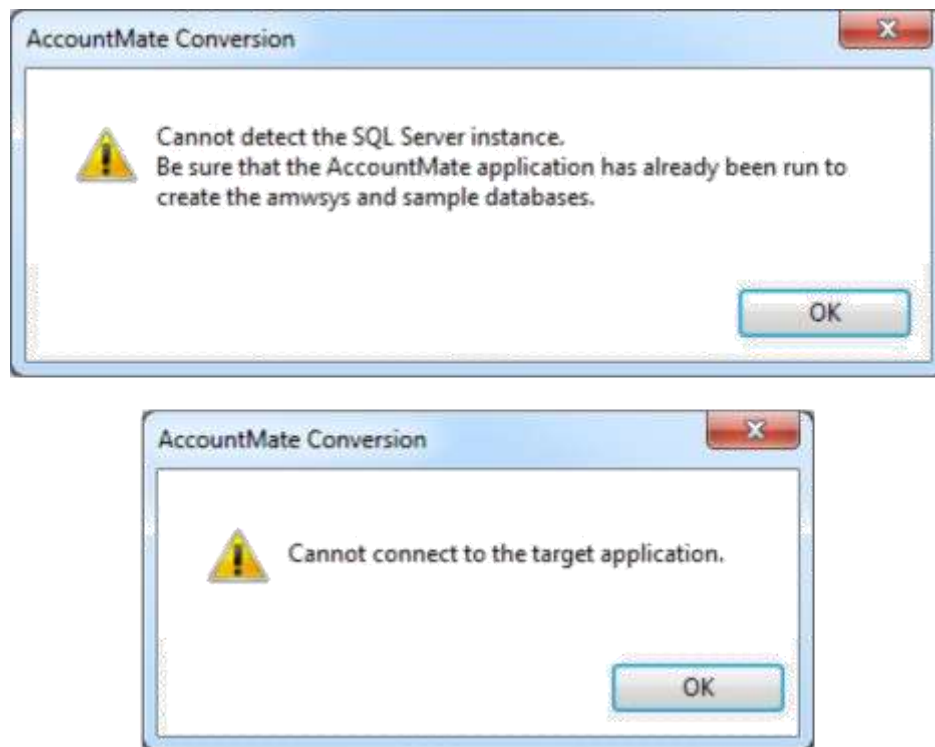 AccountMate Conversion
Cannot detect the SQL Server instance.
Be sure that the AccountMate application has already been run to
create the amwsys and sample databases.
OK
AccountMate Conversion
Cannot connect to the target application.
OK